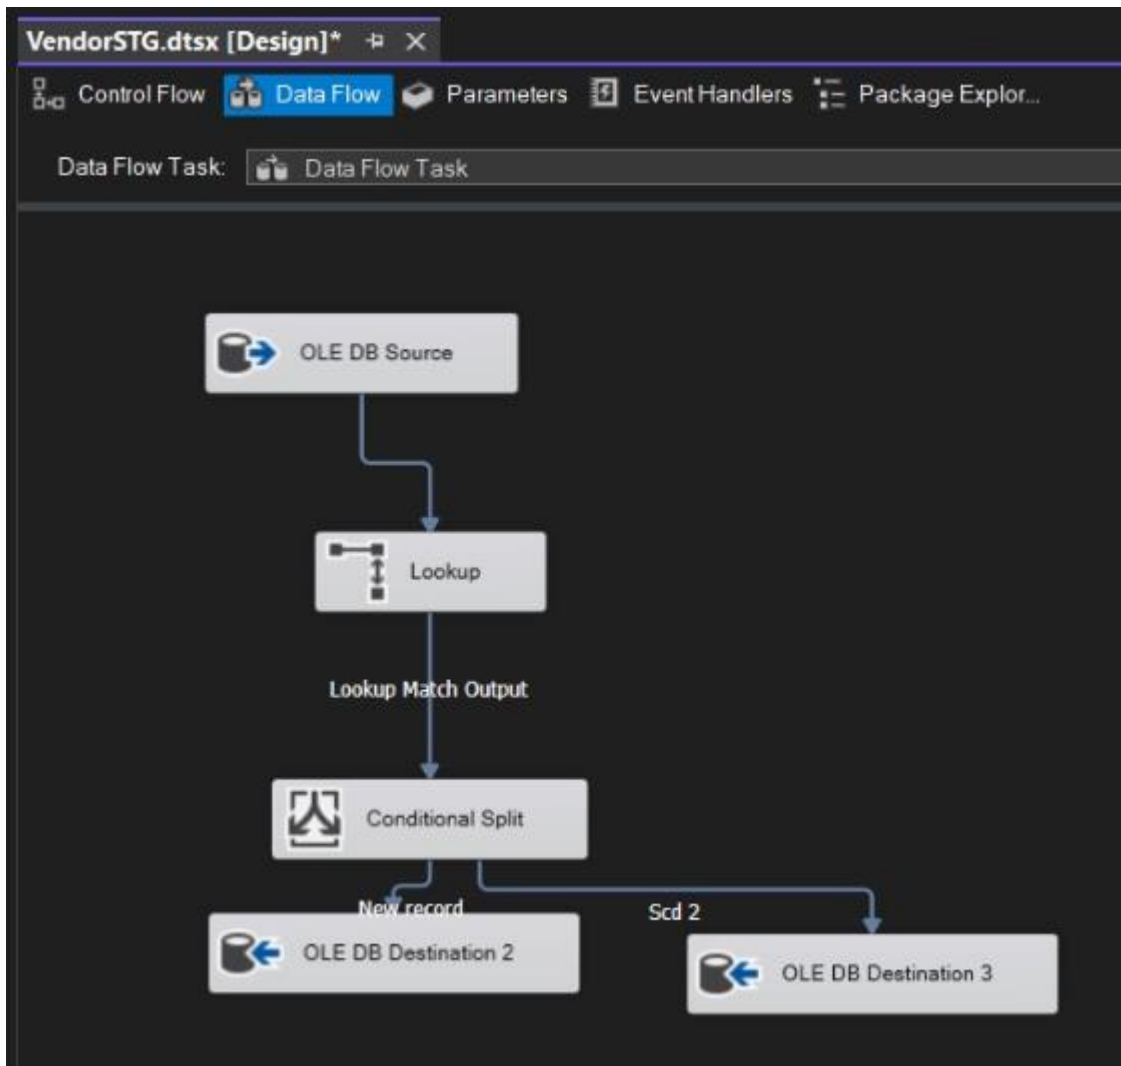 VendorSTG.dtsx [Design]*
Control Flow Data Flow Parameters Event Handlers Package Explor...
Data Flow Task: Data Flow Task
OLE DB Source
Lookup
Lookup Match Output
Conditional Split
New record
Scd 2
OLE DB Destination 2
OLE DB Destination 3